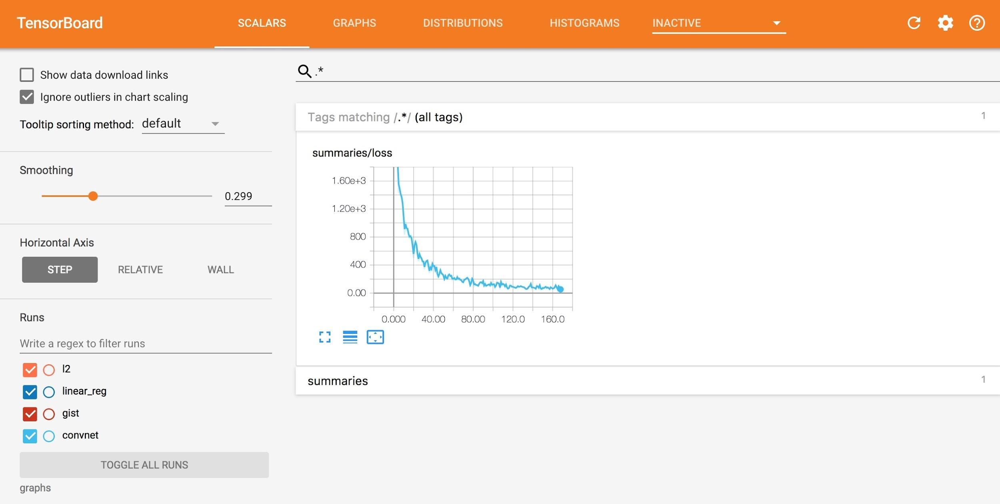 TensorBoard SCALARS GRAPHS DISTRIBUTIONS HISTOGRAMS INACTIVE
Show data download links
Ignore outliers in chart scaling
Tooltip sorting method: default
Smoothing
0.299
Horizontal Axis
STEP RELATIVE WALL
Runs
Write a regex to filter runs
l2
linear_reg
gist
convnet
TOGGLE ALL RUNS
graphs
.*
Tags matching /.*/ (all tags) 1
summaries/loss
1.60e+3
1.20e+3
800
400
0.00
0.000 40.00 80.00 120.0 160.0
summaries 1